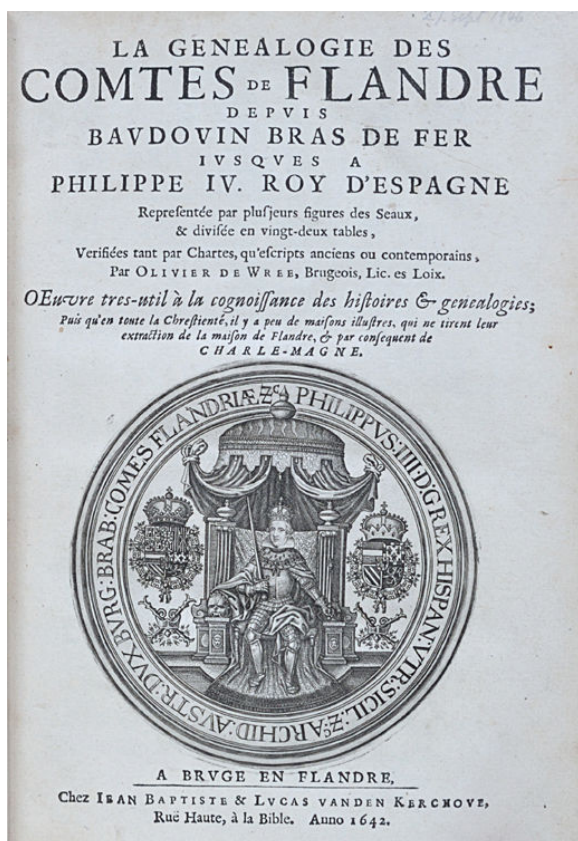 LA GENEALOGIE DES
COMTES DE FLANDRE
DEPVIS
BAVDOVIN BRAS DE FER
IVSQVES A
PHILIPPE IV. ROY D'ESPAGNE
Repreſentée par pluſjeurs figures des Seaux,
& diviſée en vingt-deux tables,
Verifiées tant par Chartes, qu'eſcripts anciens ou contemporains,
Par OLIVIER DE WREE, Brugeois, Lic. es Loix.
OEuvre tres-util à la cognoiſſance des hiſtoires & genealogies;
Puis qu'en toute la Chreſtienté, il y a peu de maiſons illuſtres, qui ne tirent leur
extraction de la maiſon de Flandre, & par conſequent de
CHARLE-MAGNE.
PHILIPPVS·IIII·D·G·REX·HISPAN·VTR·SICIL·Zᶜ·ARCHID·AVSTR·DVX·BVRG·BRAB·COMES FLANDRIÆ Zᶜᴬ
A BRVGE EN FLANDRE,
Chez IEAN BAPTISTE & LVCAS VANDEN KERCHOVE,
Ruë Haute, à la Bible. Anno 1642.